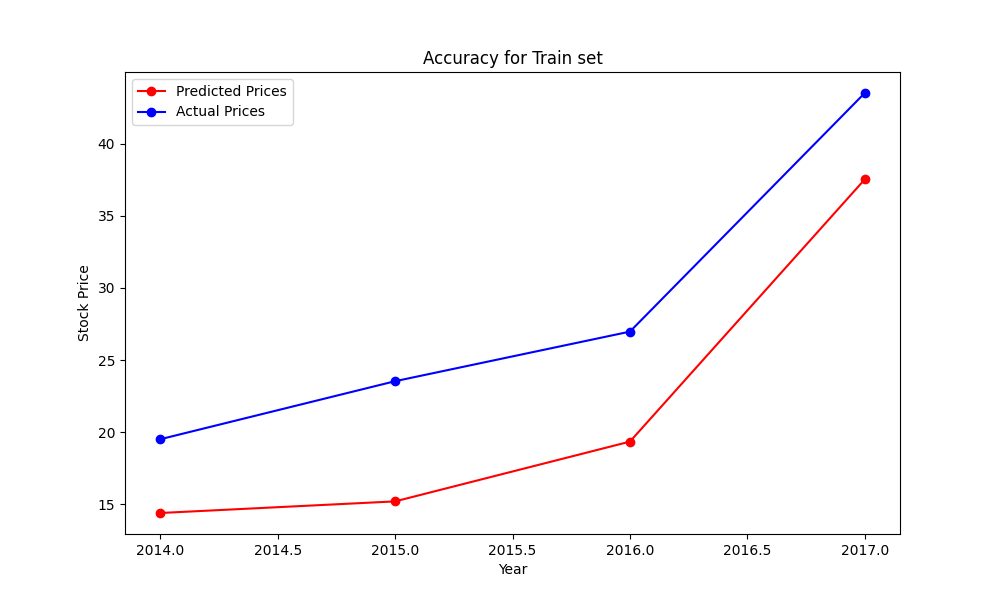 Accuracy for Train set
Predicted Prices
Actual Prices
40
35
30
25
20
15
Stock Price
2014.0 2014.5 2015.0 2015.5 2016.0 2016.5 2017.0
Year